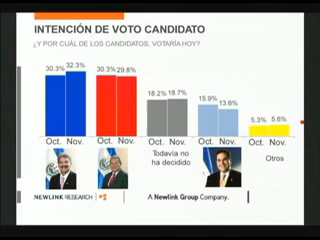 INTENCIÓN DE VOTO CANDIDATO
¿Y POR CUÁL DE LOS CANDIDATOS, VOTARÍA HOY?
30.3% 32.3% 30.3% 29.8% 18.2% 18.7% 15.9% 13.6% 5.3% 5.6%
Oct. Nov. Oct. Nov. Oct. Nov. Oct. Nov. Oct. Nov.
Todavia no ha decidido
Otros
NEWLINK RESEARCH
A Newlink Group Company.